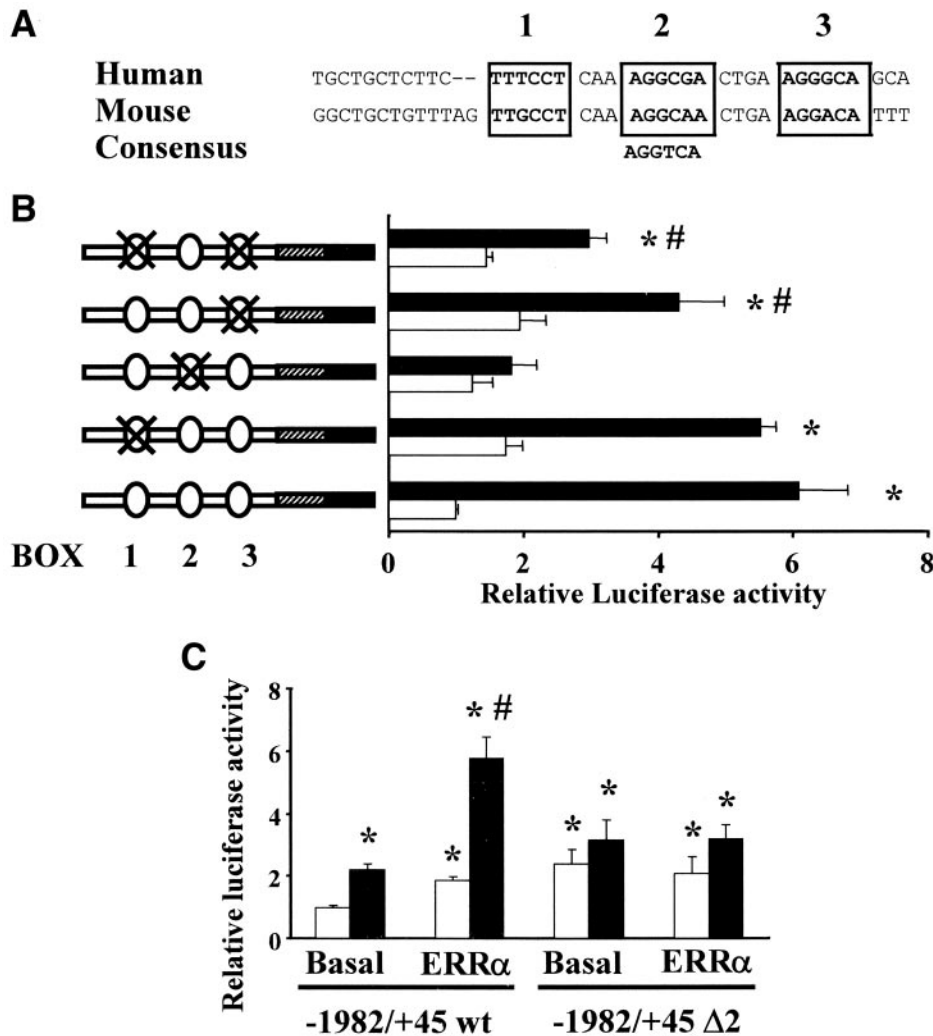 A
1 2 3
Human TGCTGCTCTTC-- TTTCCT CAA AGGCGA CTGA AGGGCA GCA
Mouse GGCTGCTGTTTAG TTGCCT CAA AGGCAA CTGA AGGACA TTT
Consensus AGGTCA
B
* #
* #
*
*
BOX 1 2 3
0 2 4 6 8
Relative Luciferase activity
C
Relative luciferase activity
8
6
4
2
0
* * * # * * * *
Basal ERRα Basal ERRα
-1982/+45 wt -1982/+45 Δ2